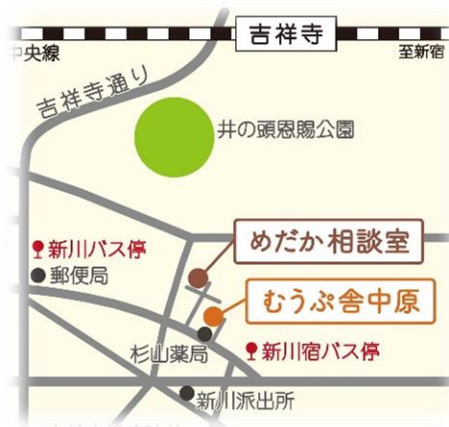 吉祥寺
中央線
至新宿
吉祥寺通り
井の頭恩賜公園
めだか相談室
新川バス停
郵便局
むうぷ舎中原
杉山薬局
新川宿バス停
新川派出所